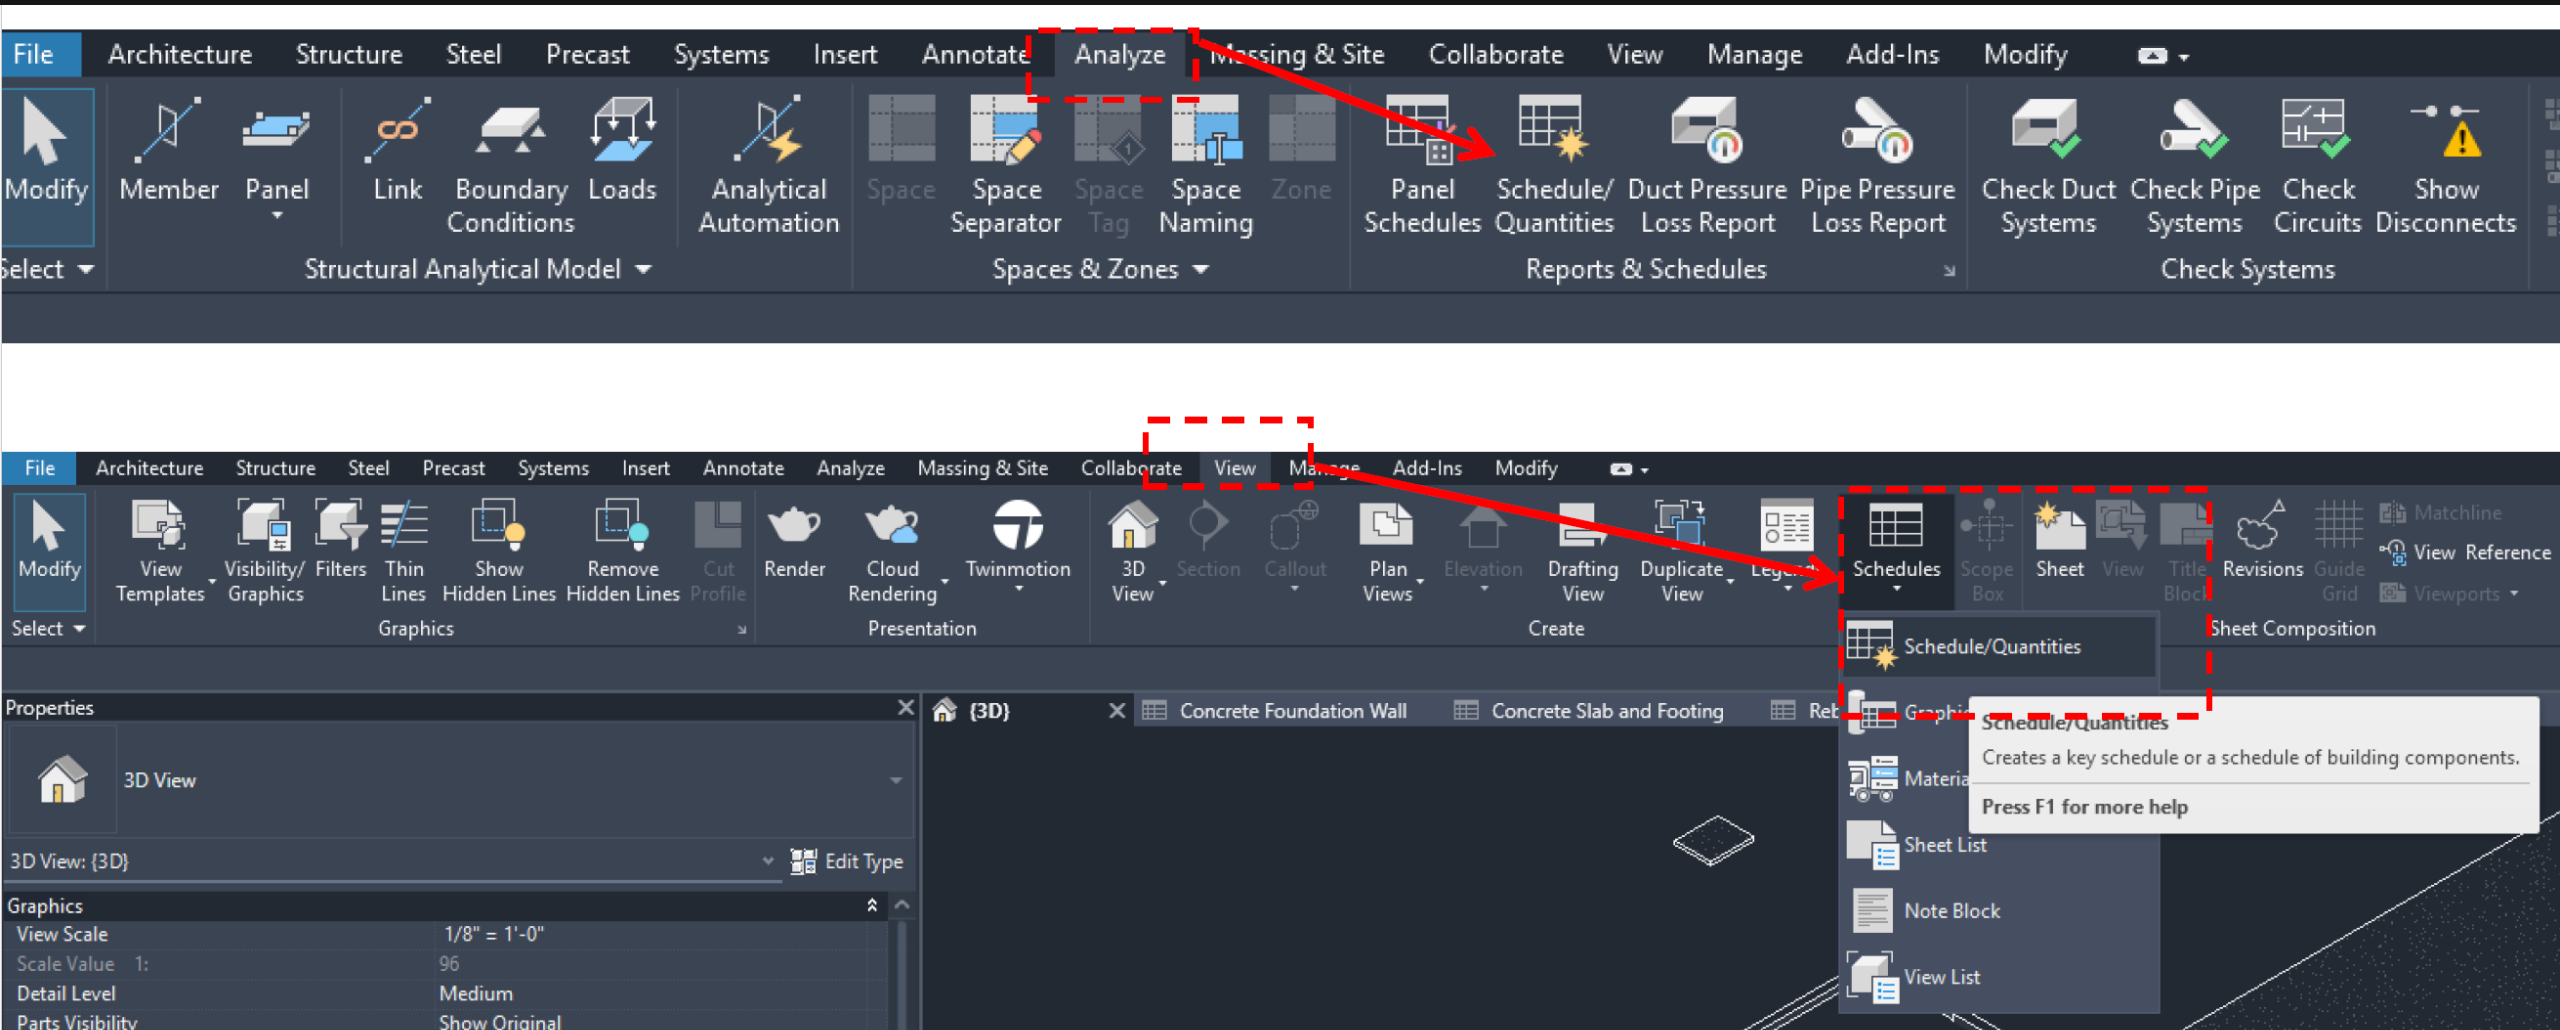 File Architecture Structure Steel Precast Systems Insert Annotate Analyze Massing & Site Collaborate View Manage Add-Ins Modify
Modify Member Panel Link Boundary Conditions Loads Analytical Automation Space Space Separator Space Tag Space Naming Zone Panel Schedules Schedule/ Quantities Duct Pressure Loss Report Pipe Pressure Loss Report Check Duct Systems Check Pipe Systems Check Circuits Show Disconnects
Select Structural Analytical Model Spaces & Zones Reports & Schedules Check Systems
File Architecture Structure Steel Precast Systems Insert Annotate Analyze Massing & Site Collaborate View Manage Add-Ins Modify
Modify View Templates Visibility/ Graphics Filters Thin Lines Show Hidden Lines Remove Hidden Lines Cut Profile Render Cloud Rendering Twinmotion 3D View Section Callout Plan Views Elevation Drafting View Duplicate View Legends Schedules Scope Box Sheet View Title Block Revisions Guide Grid
Matchline
View Reference
Viewports
Select Graphics Presentation Create Sheet Composition
Schedule/Quantities
Properties
{3D} Concrete Foundation Wall Concrete Slab and Footing Reb
Graphic
Schedule/Quantities
Creates a key schedule or a schedule of building components.
Press F1 for more help
Materia
Sheet List
Note Block
View List
3D View
3D View: {3D} Edit Type
Graphics
View Scale 1/8" = 1'-0"
Scale Value 1: 96
Detail Level Medium
Parts Visibility Show Original